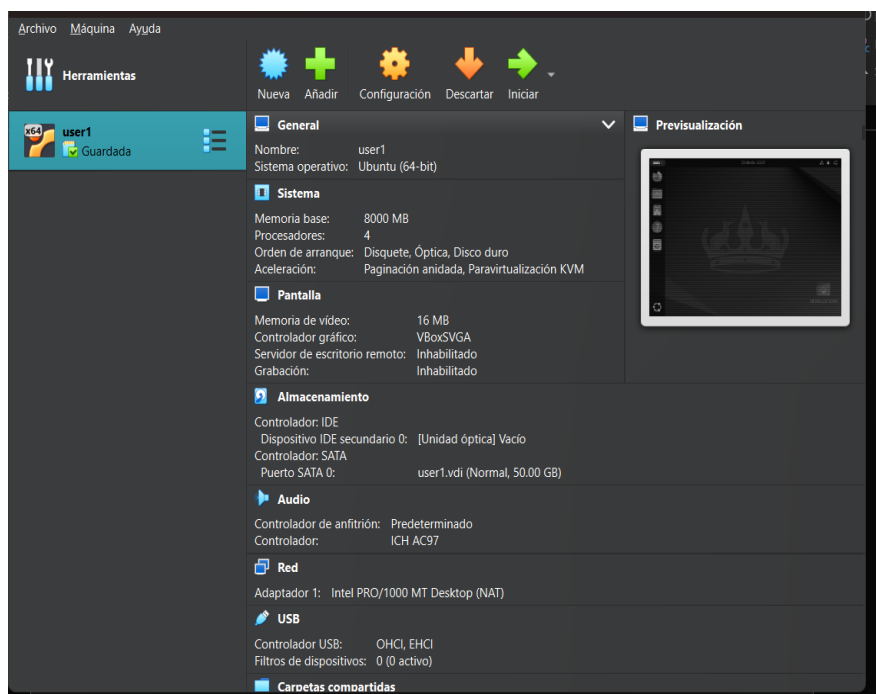 Archivo Máquina Ayuda
Herramientas
Nueva Añadir Configuración Descartar Iniciar
x64 user1
Guardada
General
Nombre: user1
Sistema operativo: Ubuntu (64-bit)
Sistema
Memoria base: 8000 MB
Procesadores: 4
Orden de arranque: Disquete, Óptica, Disco duro
Aceleración: Paginación anidada, Paravirtualización KVM
Pantalla
Memoria de vídeo: 16 MB
Controlador gráfico: VBoxSVGA
Servidor de escritorio remoto: Inhabilitado
Grabación: Inhabilitado
Previsualización
Almacenamiento
Controlador: IDE
Dispositivo IDE secundario 0: [Unidad óptica] Vacío
Controlador: SATA
Puerto SATA 0: user1.vdi (Normal, 50.00 GB)
Audio
Controlador de anfitrión: Predeterminado
Controlador: ICH AC97
Red
Adaptador 1: Intel PRO/1000 MT Desktop (NAT)
USB
Controlador USB: OHCI, EHCI
Filtros de dispositivos: 0 (0 activo)
Carpetas compartidas